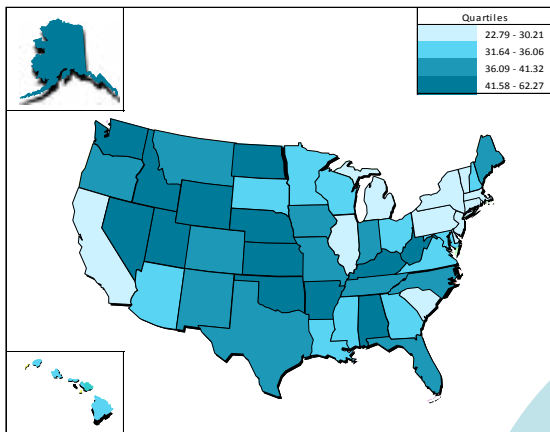 Quartiles
22.79 - 30.21
31.64 - 36.06
36.09 - 41.32
41.58 - 62.27